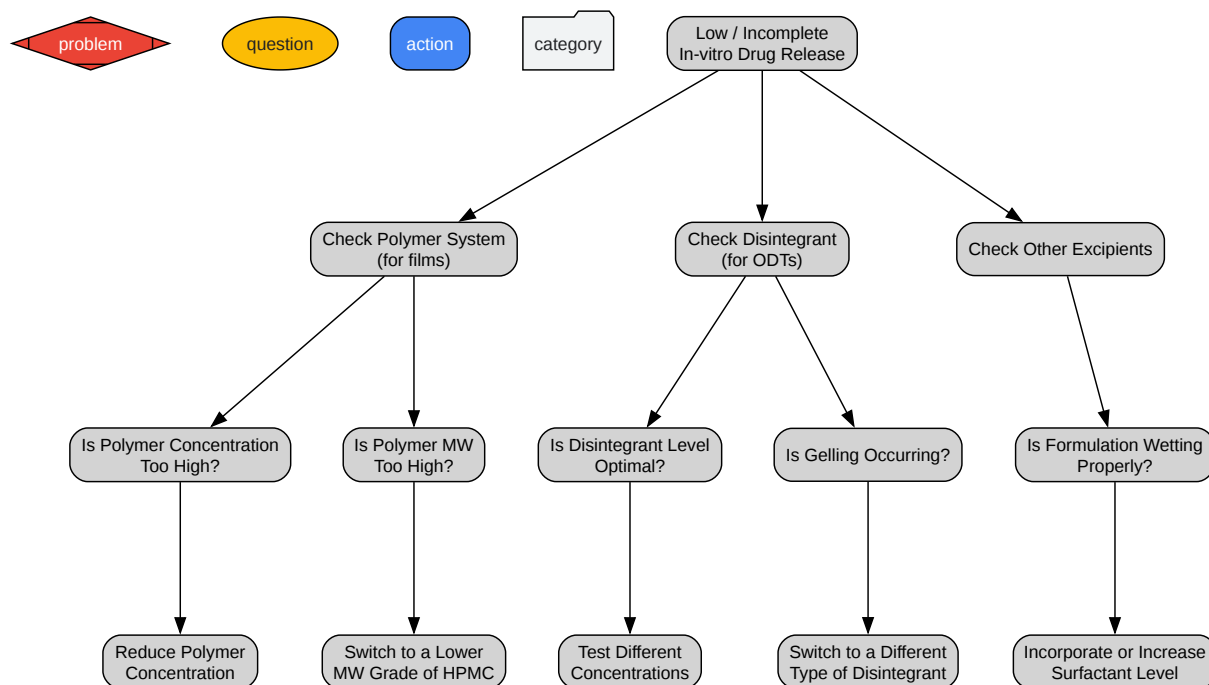 problem
question
action
category
Low / Incomplete
In-vitro Drug Release
Check Polymer System
(for films)
Check Disintegrant
(for ODTs)
Check Other Excipients
Is Polymer Concentration
Too High?
Is Polymer MW
Too High?
Is Disintegrant Level
Optimal?
Is Gelling Occurring?
Is Formulation Wetting
Properly?
Reduce Polymer
Concentration
Switch to a Lower
MW Grade of HPMC
Test Different
Concentrations
Switch to a Different
Type of Disintegrant
Incorporate or Increase
Surfactant Level